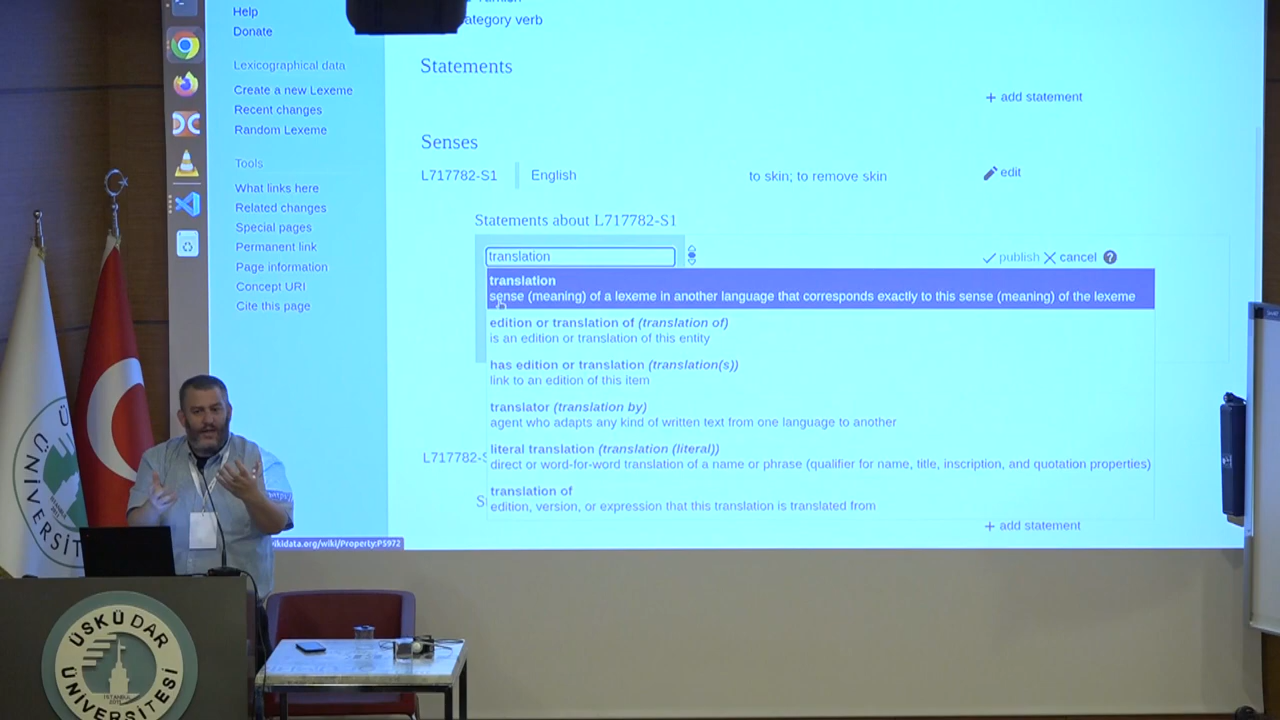 Help
Donate
Lexicographical data
Create a new Lexeme
Recent changes
Random Lexeme
Tools
What links here
Related changes
Special pages
Permanent link
Page information
Concept URI
Cite this page
ategory verb
Statements
+ add statement
Senses
L717782-S1 English to skin; to remove skin edit
Statements about L717782-S1
translation publish cancel ?
translation
sense (meaning) of a lexeme in another language that corresponds exactly to this sense (meaning) of the lexeme
edition or translation of (translation of)
is an edition or translation of this entity
has edition or translation (translation(s))
link to an edition of this item
translator (translation by)
agent who adapts any kind of written text from one language to another
literal translation (translation (literal))
direct or word-for-word translation of a name or phrase (qualifier for name, title, inscription, and quotation properties)
L717782-S
translation of
edition, version, or expression that this translation is translated from
St
+ add statement
ikidata.org/wiki/Property:P5972
ÜNİVERSİT
ÜSKÜDAR
ÜNİVERSİTESİ
İSTANBUL